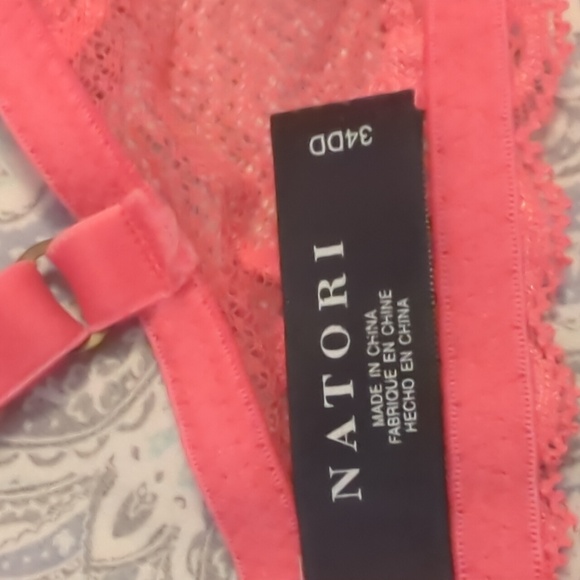 34DD
NATORI
MADE IN CHINA
FABRIQUE EN CHINE
HECHO EN CHINA